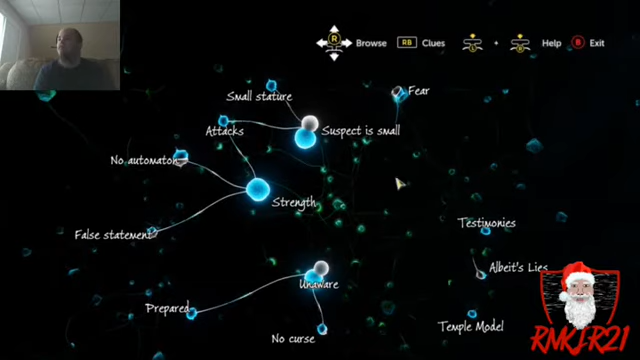 R Browse RB Clues L + R Help B Exit
Small stature
Fear
Attacks
Suspect is small
No automaton
Strength
Testimonies
False statement
Albeit's Lies
Unaware
Prepared
Temple Model
No curse
RMKJR21